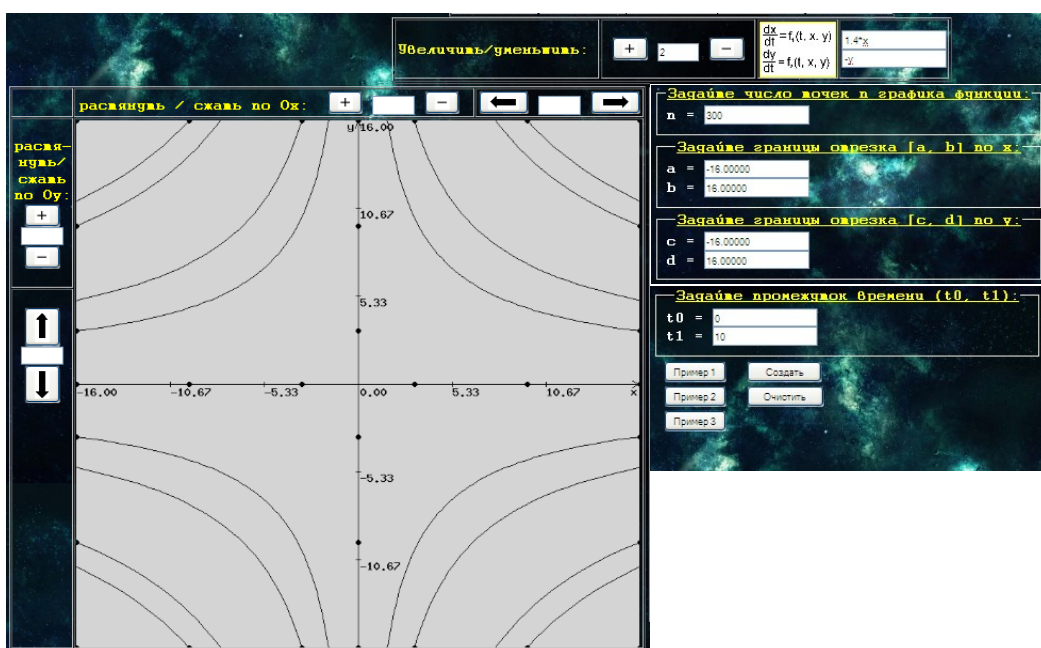 Увеличить/уменьшить: + 2 −
dx/dt = f₁(t, x, y) 1.4*x
dy/dt = f₂(t, x, y) -y
растянуть / сжать по Ox: + −
растя-
нуть/
сжать
по Oy:
+
−
y 16.00
10.67
5.33
-16.00 -10.67 -5.33 0.00 5.33 10.67 x
-5.33
-10.67
Задайте число точек n графика функции:
n = 300
Задайте границы отрезка [a, b] по x:
a = -16.00000
b = 16.00000
Задайте границы отрезка [c, d] по y:
c = -16.00000
d = 16.00000
Задайте промежуток времени (t0, t1):
t0 = 0
t1 = 10
Пример 1 Создать
Пример 2 Очистить
Пример 3